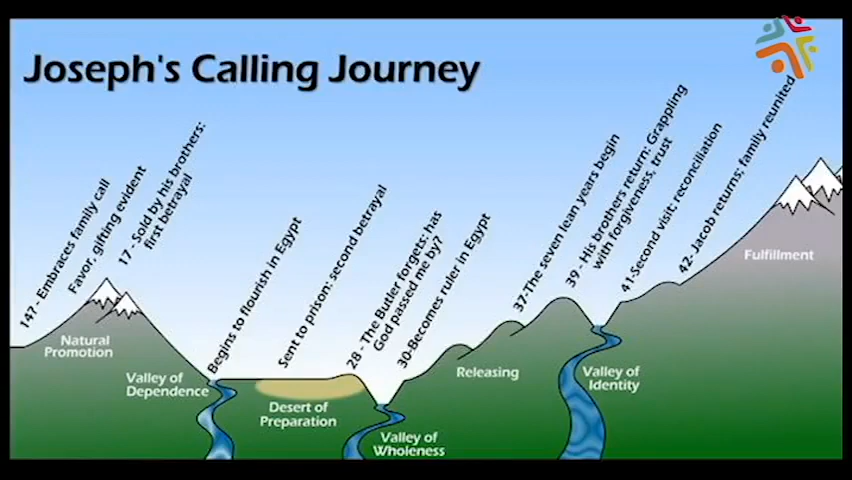 Joseph's Calling Journey
14? - Embraces family call
Favor, gifting evident
17 - Sold by his brothers:
first betrayal
Begins to flourish in Egypt
Sent to prison: second betrayal
28 - The Butler forgets: has
God passed me by?
30-Becomes ruler in Egypt
37-The seven lean years begin
39 - His brothers return: Grappling
with forgiveness, trust
41-Second visit: reconciliation
42- Jacob returns; family reunited
Natural
Promotion
Valley of
Dependence
Desert of
Preparation
Valley of
Wholeness
Releasing
Valley of
Identity
Fulfillment